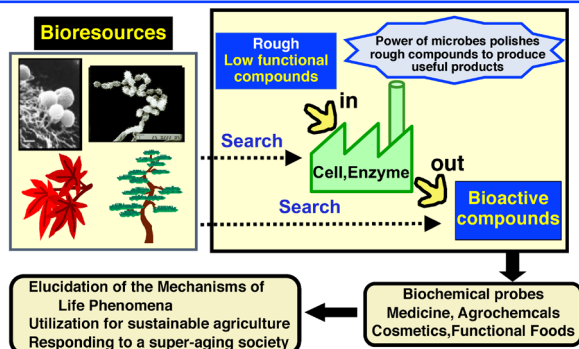 Bioresources
Rough
Low functional
compounds
Power of microbes polishes
rough compounds to produce
useful products
in
Search
Cell,Enzyme
out
Search
Bioactive
compounds
Biochemical probes
Medicine, Agrochemcals
Cosmetics,Functional Foods
Elucidation of the Mechanisms of
Life Phenomena
Utilization for sustainable agriculture
Responding to a super-aging society